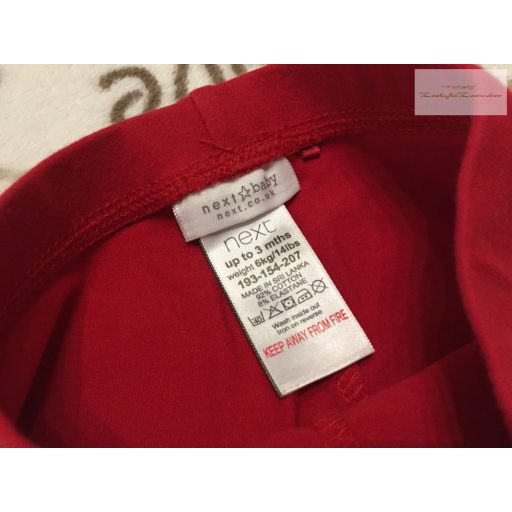 next☆baby
next.co.uk
next
up to 3 mths
weight 6kg/14lbs
193-154-207
MADE IN SRI LANKA
92% COTTON
8% ELASTANE
40
Wash inside out
Iron on reverse
KEEP AWAY FROM FIRE